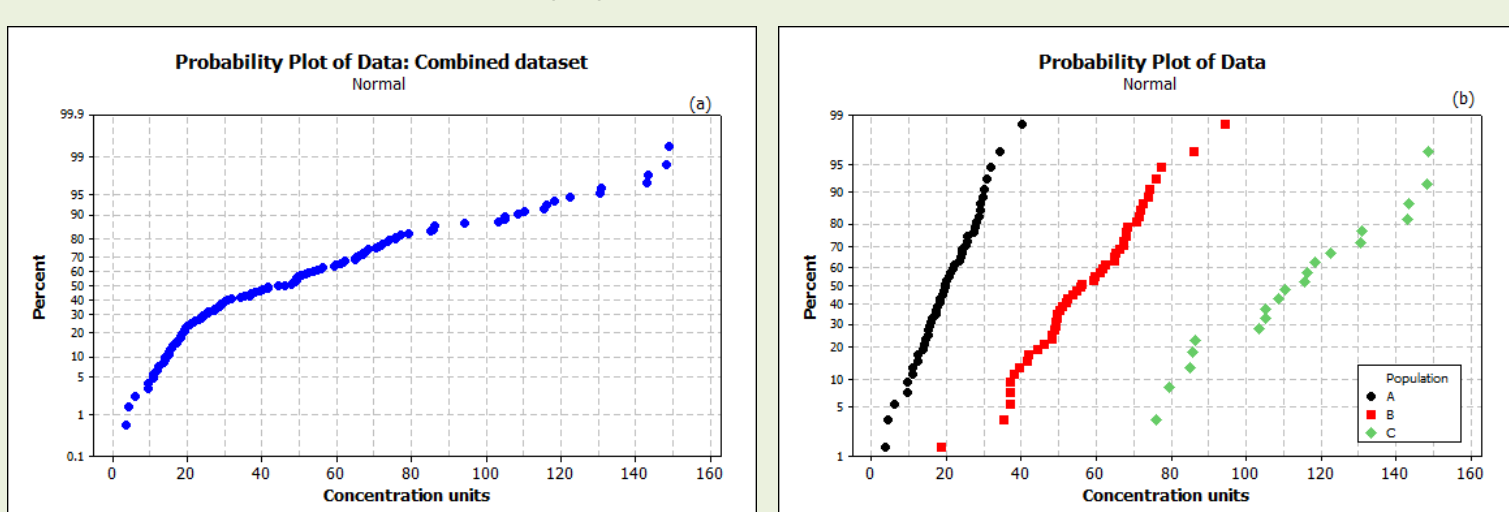 Probability Plot of Data: Combined dataset
Normal
(a)
99.9
99
95
90
80
70
60
50
40
30
20
10
5
1
0.1
Percent
0 20 40 60 80 100 120 140 160
Concentration units
Probability Plot of Data
Normal
(b)
99
95
90
80
70
60
50
40
30
20
10
5
1
Percent
Population
A
B
C
0 20 40 60 80 100 120 140 160
Concentration units